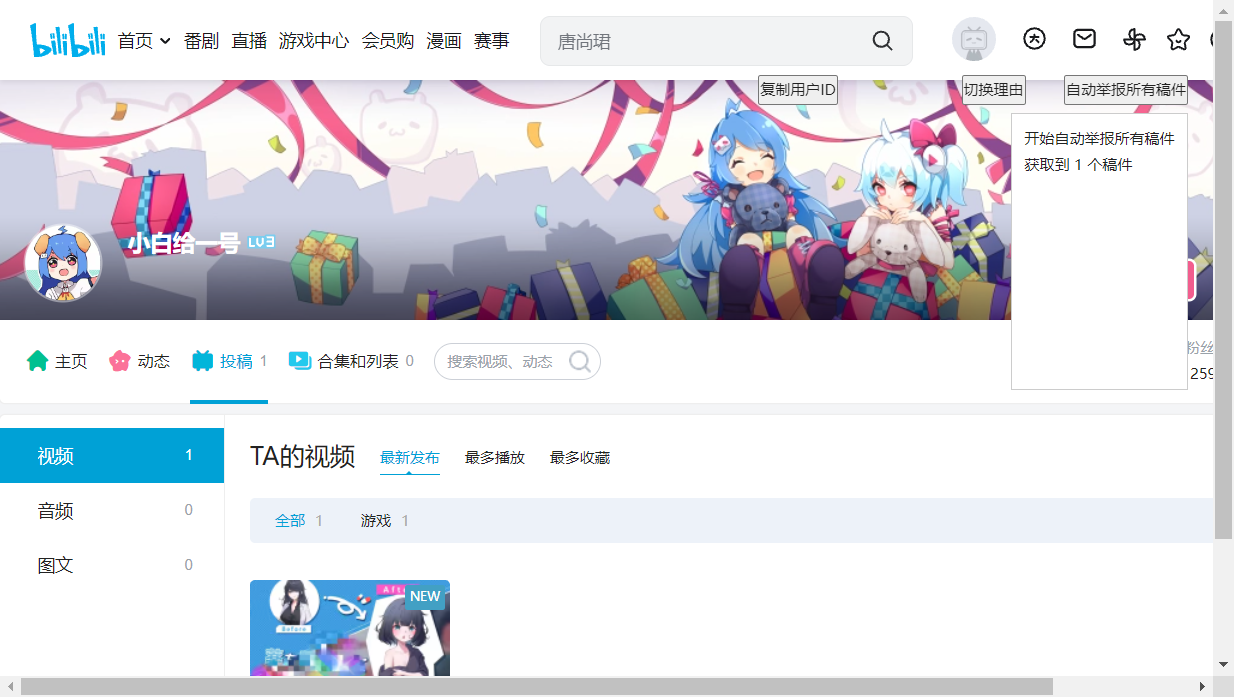 bilibili 首页 番剧 直播 游戏中心 会员购 漫画 赛事 唐尚珺
复制用户ID 切换理由 自动举报所有稿件
开始自动举报所有稿件
获取到 1 个稿件
小白给一号 LV3
主页 动态 投稿 1 合集和列表 0 搜索视频、动态 粉丝
259
视频 1
音频 0
图文 0
TA的视频 最新发布 最多播放 最多收藏
全部 1 游戏 1
NEW
Before